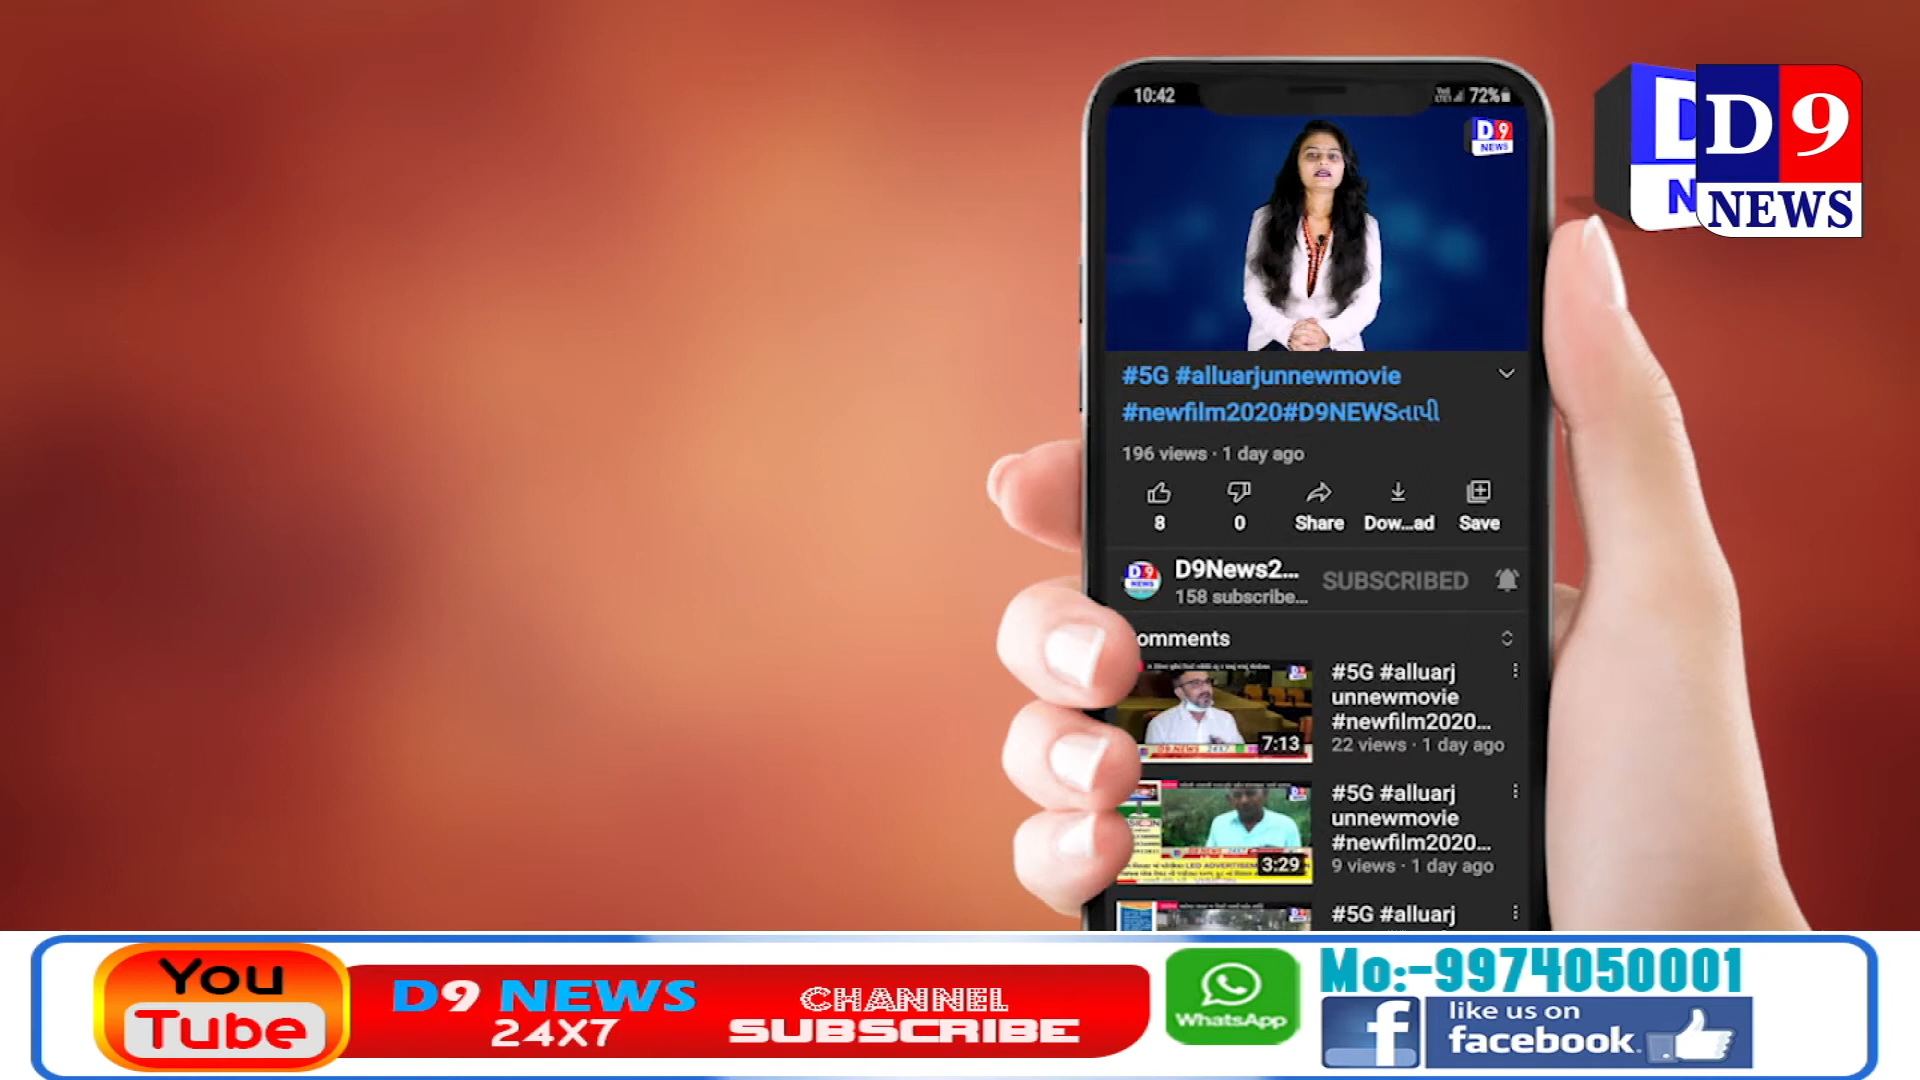 10:42
72%
D9
NEWS
D
N
D9
NEWS
#5G #alluarjunnewmovie
#newfilm2020#D9NEWSતાપી
196 views · 1 day ago
8
0
Share
Dow...ad
Save
D9News2...
SUBSCRIBED
158 subscribe...
omments
#5G #alluarj
unnewmovie
#newfilm2020...
22 views · 1 day ago
7:13
D9 NEWS 24X7
#5G #alluarj
unnewmovie
#newfilm2020...
9 views · 1 day ago
3:29
#5G #alluarj
You
Tube
D9 NEWS
24X7
CHANNEL
SUBSCRIBE
WhatsApp
Mo:-9974050001
like us on
facebook